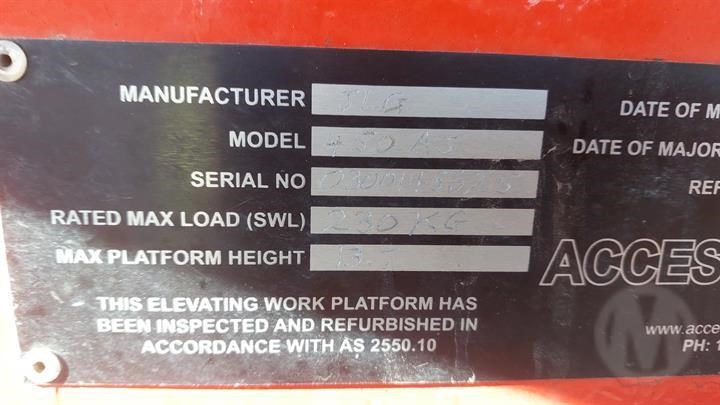 MANUFACTURER JLG
DATE OF M
MODEL 450 AJ
DATE OF MAJOR
SERIAL NO
REF
RATED MAX LOAD (SWL) 230 KG
MAX PLATFORM HEIGHT 13.7
ACCES
THIS ELEVATING WORK PLATFORM HAS
BEEN INSPECTED AND REFURBISHED IN
ACCORDANCE WITH AS 2550.10
www.acce
PH: 1
M